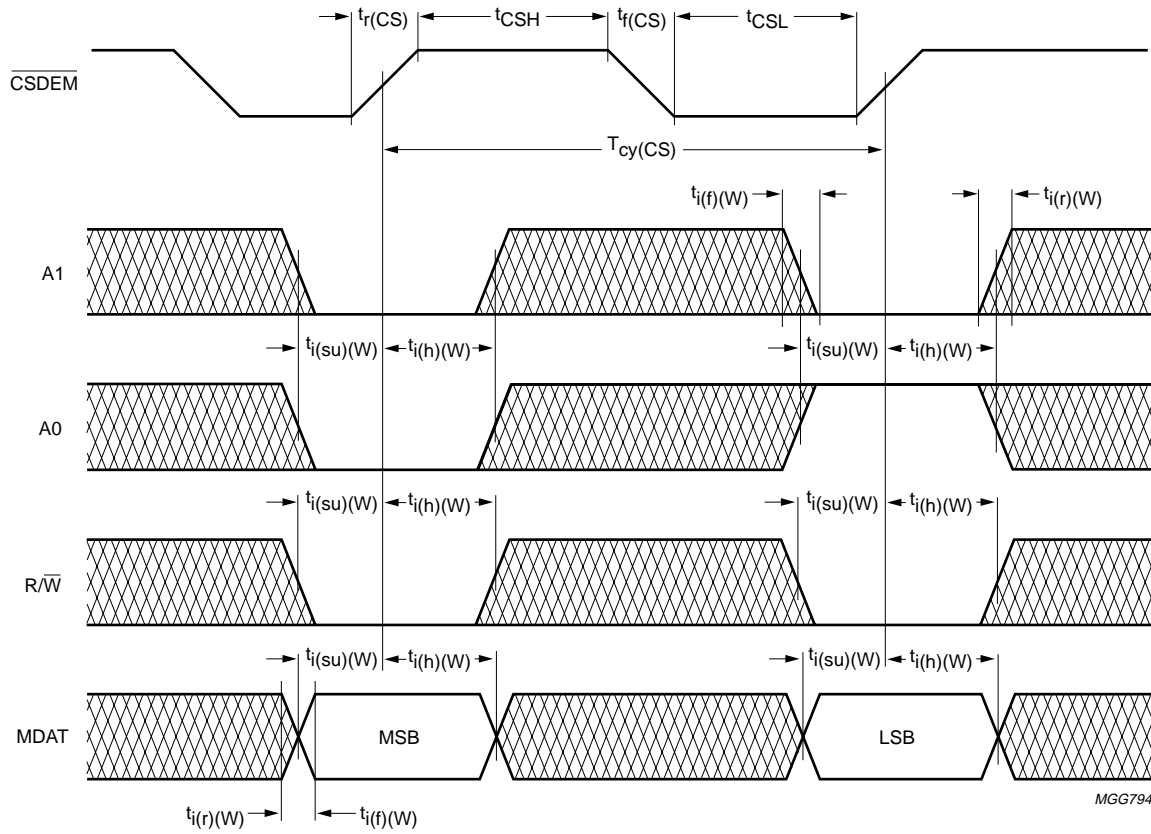 tr(CS) tCSH tf(CS) tCSL
CSDEM
Tcy(CS)
ti(f)(W) ti(r)(W)
A1
ti(su)(W) ti(h)(W) ti(su)(W) ti(h)(W)
A0
ti(su)(W) ti(h)(W) ti(su)(W) ti(h)(W)
R/W
ti(su)(W) ti(h)(W) ti(su)(W) ti(h)(W)
MDAT MSB LSB
MGG794
ti(r)(W) ti(f)(W)